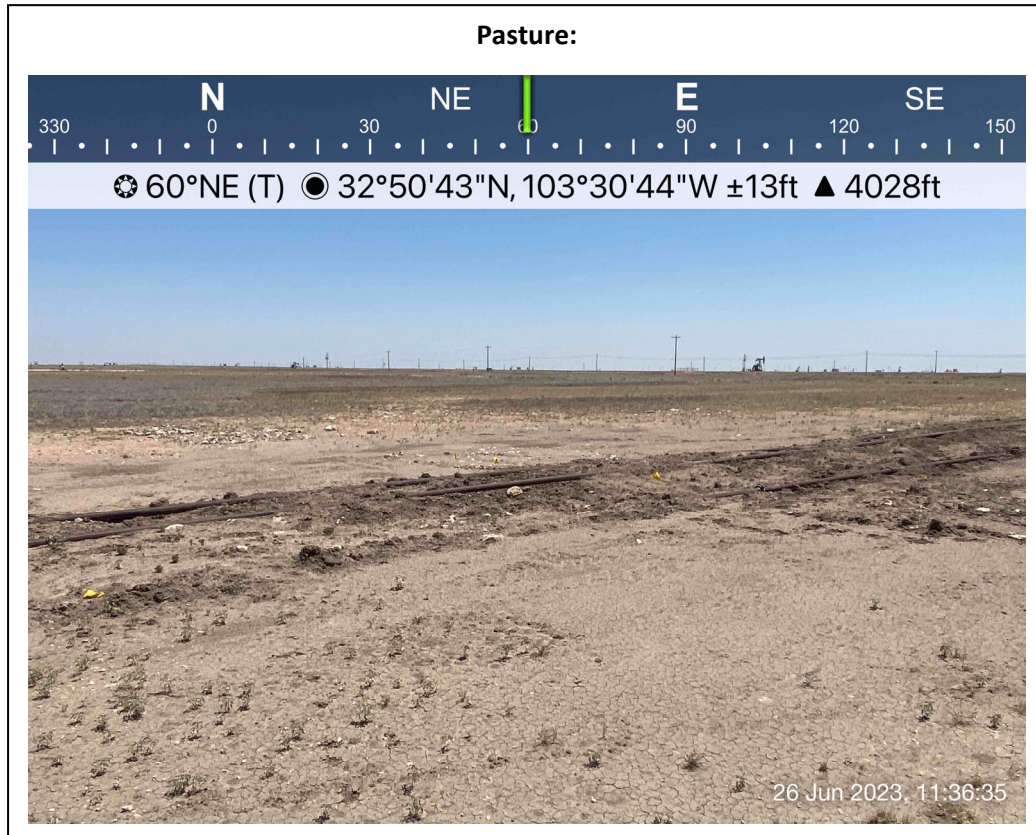 Pasture:
N NE E SE
330 0 30 60 90 120 150
60°NE (T) 32°50'43"N, 103°30'44"W ±13ft ▲ 4028ft
26 Jun 2023, 11:36:35